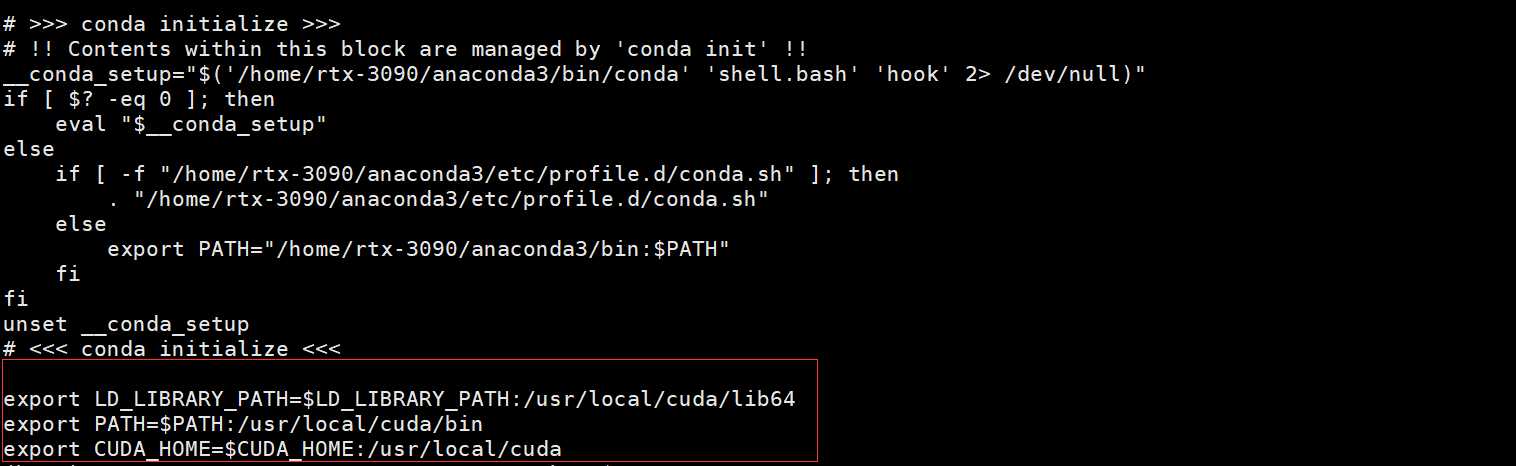 # >>> conda initialize >>>
# !! Contents within this block are managed by 'conda init' !!
__conda_setup="$('/home/rtx-3090/anaconda3/bin/conda' 'shell.bash' 'hook' 2> /dev/null)"
if [ $? -eq 0 ]; then
    eval "$__conda_setup"
else
    if [ -f "/home/rtx-3090/anaconda3/etc/profile.d/conda.sh" ]; then
        . "/home/rtx-3090/anaconda3/etc/profile.d/conda.sh"
    else
        export PATH="/home/rtx-3090/anaconda3/bin:$PATH"
    fi
fi
unset __conda_setup
# <<< conda initialize <<<
export LD_LIBRARY_PATH=$LD_LIBRARY_PATH:/usr/local/cuda/lib64
export PATH=$PATH:/usr/local/cuda/bin
export CUDA_HOME=$CUDA_HOME:/usr/local/cuda